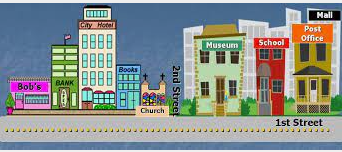 City Hotel
Bob's
BANK
Books
Church
2nd Street
Museum
School
Post
Office
Mall
1st Street